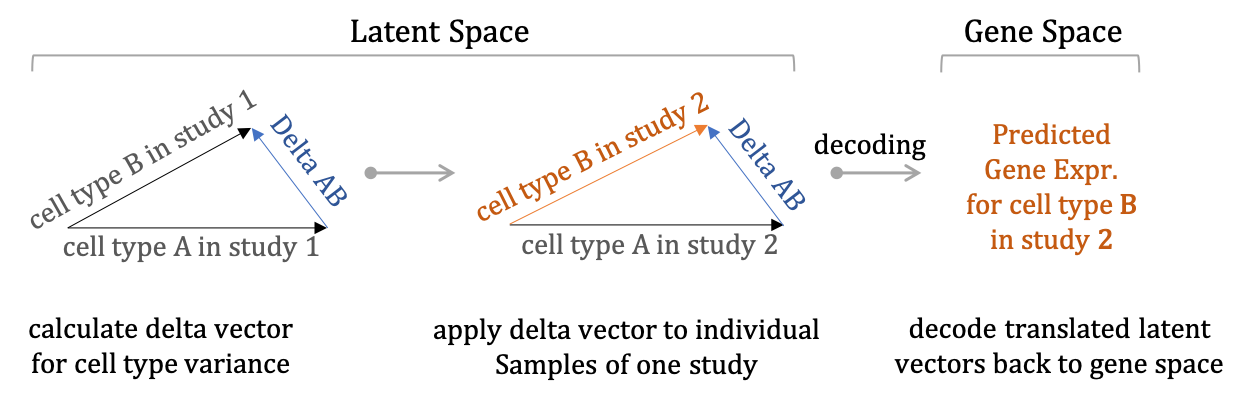 Latent Space
Gene Space
cell type B in study 1
Delta AB
cell type A in study 1
cell type B in study 2
Delta AB
cell type A in study 2
decoding
Predicted
Gene Expr.
for cell type B
in study 2
calculate delta vector
for cell type variance
apply delta vector to individual
Samples of one study
decode translated latent
vectors back to gene space